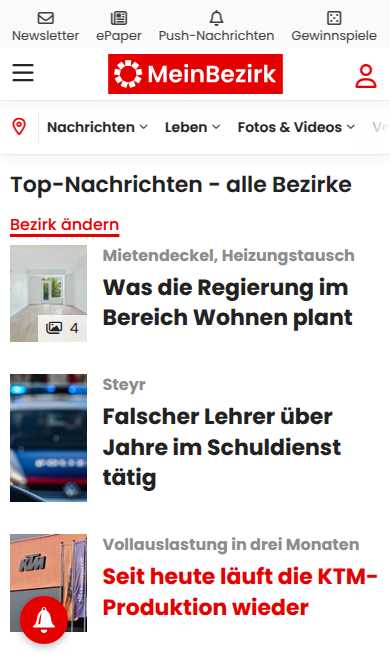 Newsletter ePaper Push-Nachrichten Gewinnspiele
MeinBezirk
Nachrichten Leben Fotos & Videos
Top-Nachrichten - alle Bezirke
Bezirk ändern
Mietendeckel, Heizungstausch
Was die Regierung im
Bereich Wohnen plant
4
Steyr
Falscher Lehrer über
Jahre im Schuldienst
tätig
Vollauslastung in drei Monaten
Seit heute läuft die KTM-
Produktion wieder
KTM